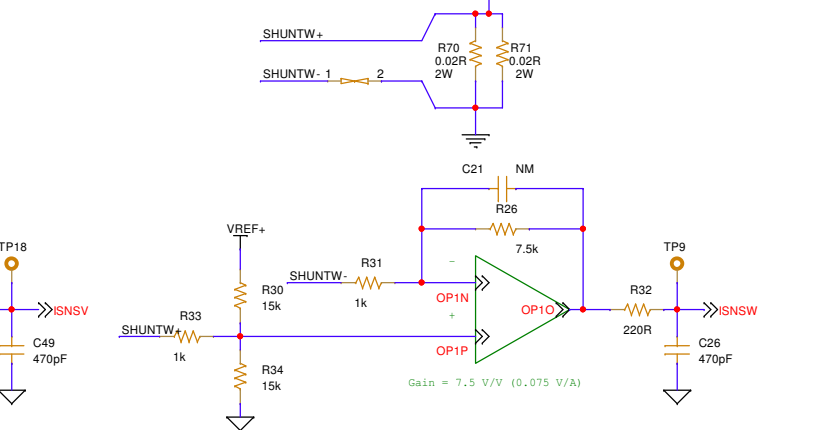 SHUNTW+
R70
0.02R
2W
R71
0.02R
2W
SHUNTW- 1 2
C21 NM
R26
7.5k
VREF+
TP18
TP9
R31
SHUNTW-
1k
R30
15k
−
OP1N
+
OP1P
OP1O
R32
220R
ISNSV
ISNSW
R33
SHUNTW+
1k
C49
470pF
C26
470pF
R34
15k
Gain = 7.5 V/V (0.075 V/A)